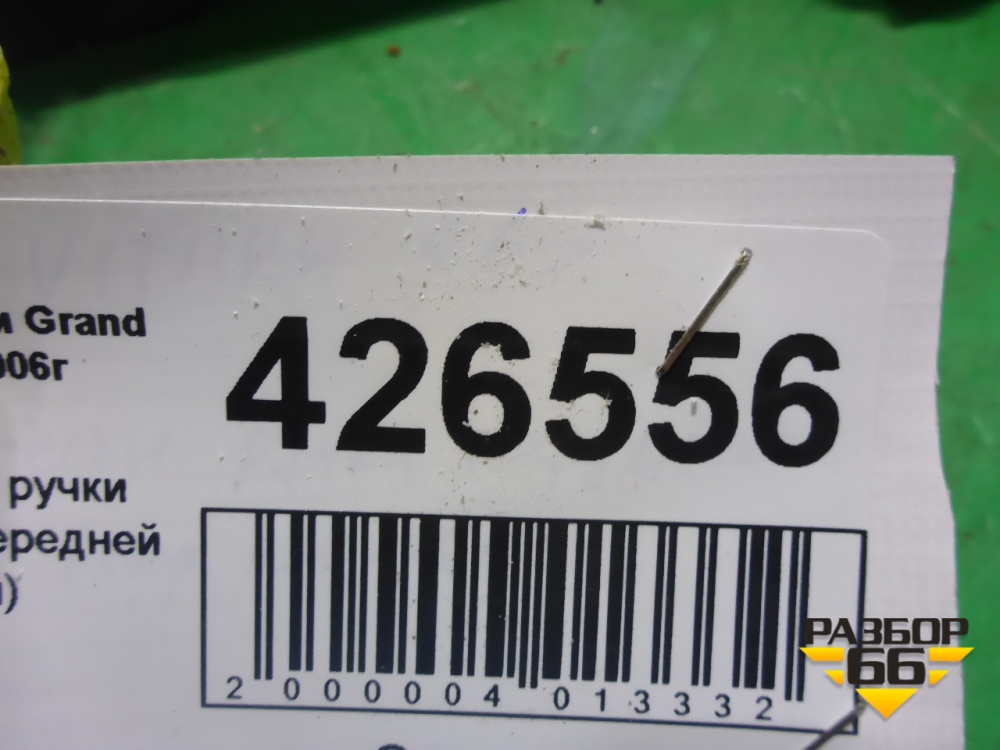 и Grand
006г
426556
ручки
ередней
)
2 000004 013332
РАЗБОР
66